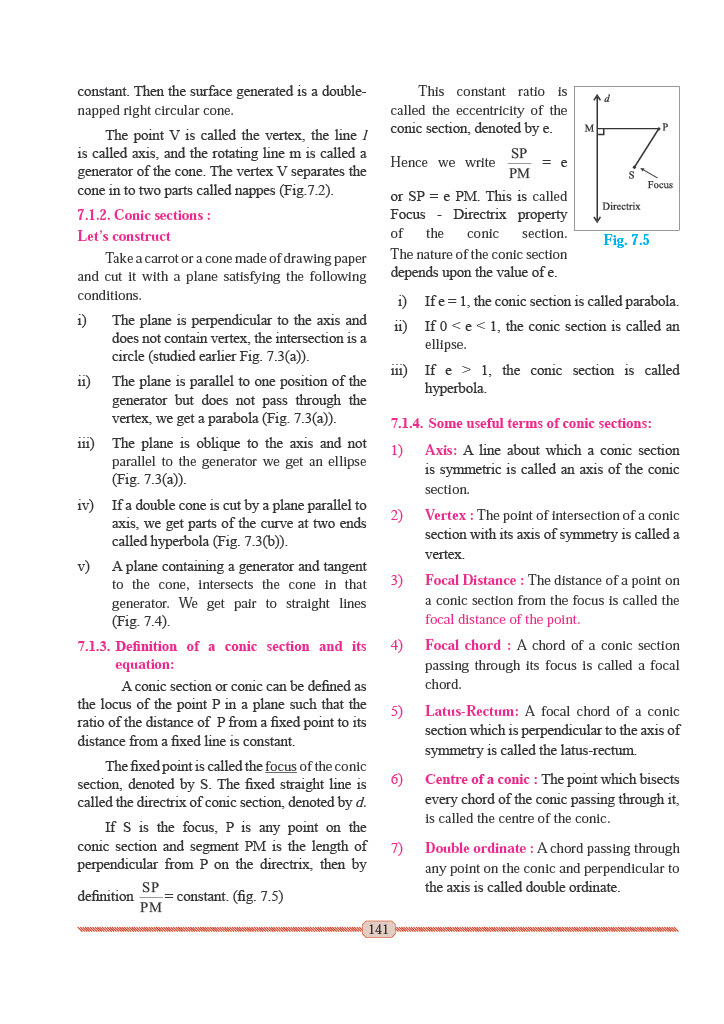 constant. Then the surface generated is a double-
napped right circular cone.
The point V is called the vertex, the line l
is called axis, and the rotating line m is called a
generator of the cone. The vertex V separates the
cone in to two parts called nappes (Fig.7.2).
7.1.2. Conic sections :
Let's construct
Take a carrot or a cone made of drawing paper
and cut it with a plane satisfying the following
conditions.
i) The plane is perpendicular to the axis and
does not contain vertex, the intersection is a
circle (studied earlier Fig. 7.3(a)).
ii) The plane is parallel to one position of the
generator but does not pass through the
vertex, we get a parabola (Fig. 7.3(a)).
iii) The plane is oblique to the axis and not
parallel to the generator we get an ellipse
(Fig. 7.3(a)).
iv) If a double cone is cut by a plane parallel to
axis, we get parts of the curve at two ends
called hyperbola (Fig. 7.3(b)).
v) A plane containing a generator and tangent
to the cone, intersects the cone in that
generator. We get pair to straight lines
(Fig. 7.4).
7.1.3. Definition of a conic section and its
equation:
A conic section or conic can be defined as
the locus of the point P in a plane such that the
ratio of the distance of P from a fixed point to its
distance from a fixed line is constant.
The fixed point is called the focus of the conic
section, denoted by S. The fixed straight line is
called the directrix of conic section, denoted by d.
If S is the focus, P is any point on the
conic section and segment PM is the length of
perpendicular from P on the directrix, then by
definition SP/PM = constant. (fig. 7.5)
This constant ratio is
called the eccentricity of the
conic section, denoted by e.
Hence we write SP/PM = e
or SP = e PM. This is called
Focus - Directrix property
of the conic section.
The nature of the conic section
depends upon the value of e.
d
M
P
S
Focus
Directrix
Fig. 7.5
i) If e = 1, the conic section is called parabola.
ii) If 0 < e < 1, the conic section is called an
ellipse.
iii) If e > 1, the conic section is called
hyperbola.
7.1.4. Some useful terms of conic sections:
1) Axis: A line about which a conic section
is symmetric is called an axis of the conic
section.
2) Vertex : The point of intersection of a conic
section with its axis of symmetry is called a
vertex.
3) Focal Distance : The distance of a point on
a conic section from the focus is called the
focal distance of the point.
4) Focal chord : A chord of a conic section
passing through its focus is called a focal
chord.
5) Latus-Rectum: A focal chord of a conic
section which is perpendicular to the axis of
symmetry is called the latus-rectum.
6) Centre of a conic : The point which bisects
every chord of the conic passing through it,
is called the centre of the conic.
7) Double ordinate : A chord passing through
any point on the conic and perpendicular to
the axis is called double ordinate.
141